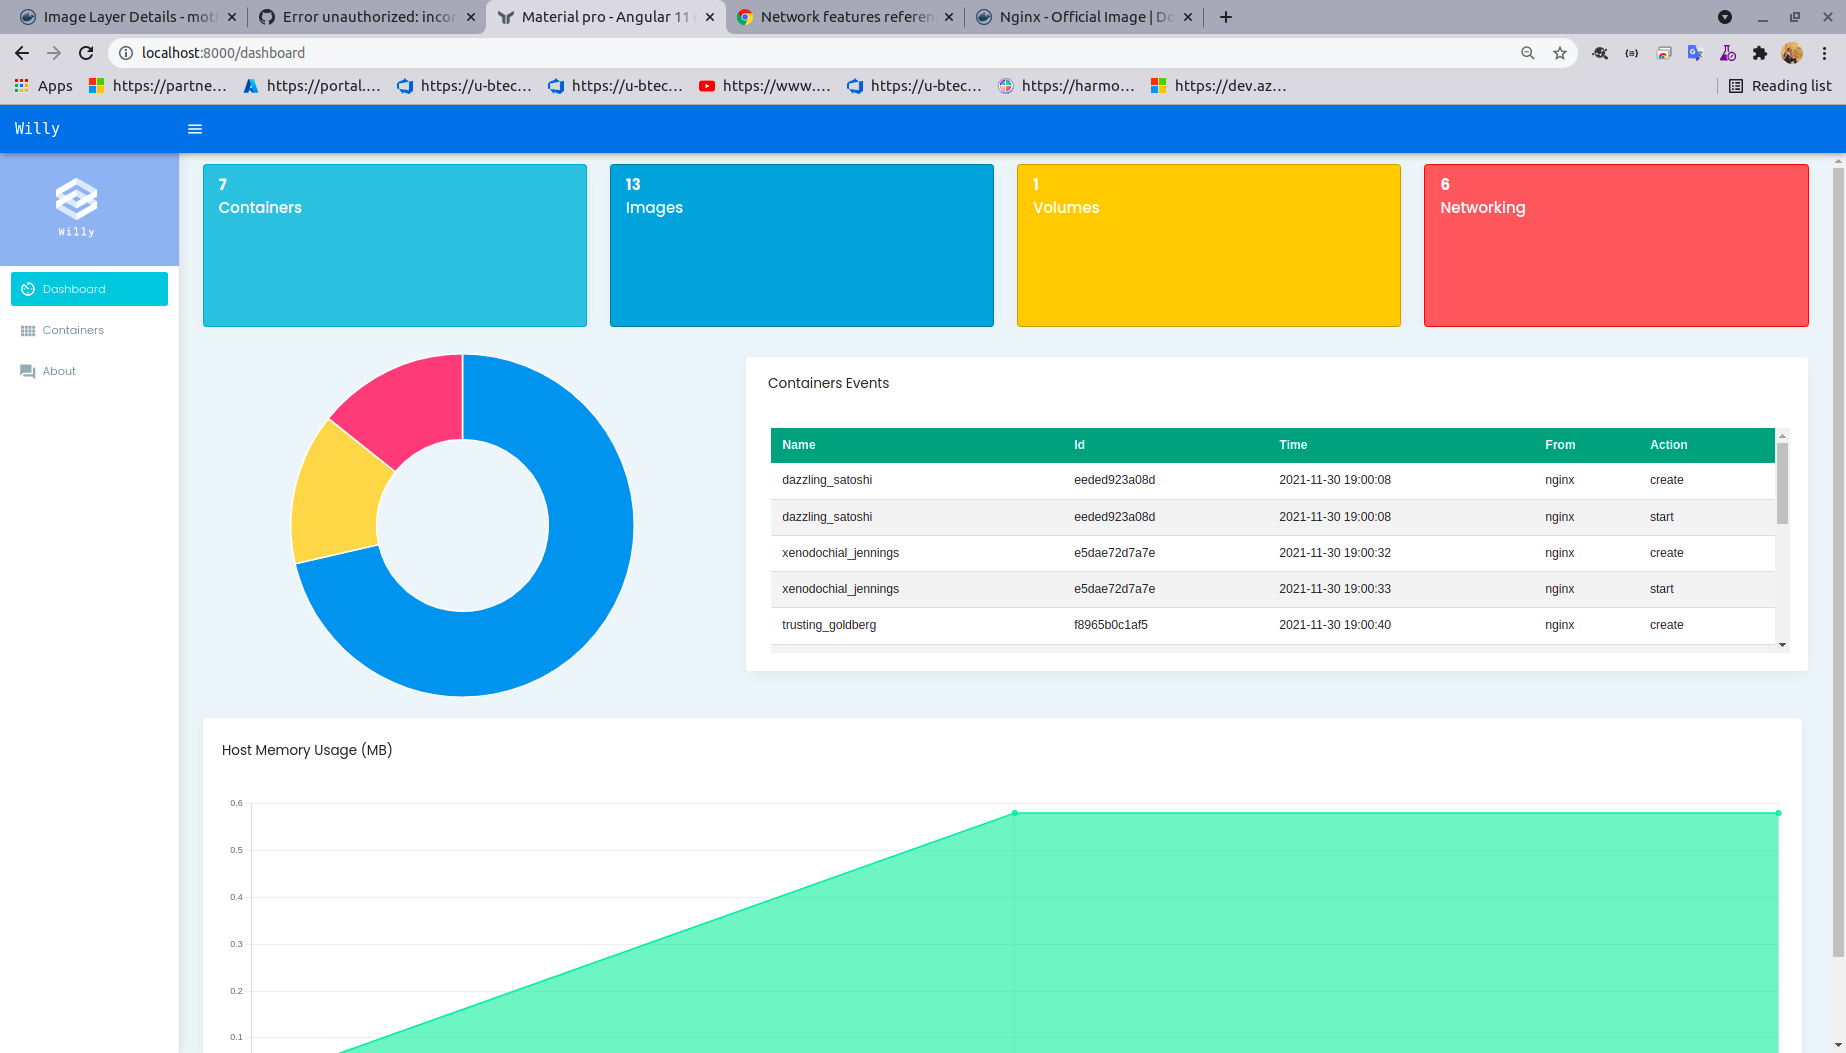 Image Layer Details - moti
Error unauthorized: incor
Material pro - Angular 11
Network features referen
Nginx - Official Image | Do
localhost:8000/dashboard
Apps
https://partne...
https://portal....
https://u-btec...
https://u-btec...
https://www....
https://u-btec...
https://harmo...
https://dev.az...
Reading list
Willy
Willy
Dashboard
Containers
About
7
Containers
13
Images
1
Volumes
6
Networking
Containers Events
Name Id Time From Action
dazzling_satoshi eeded923a08d 2021-11-30 19:00:08 nginx create
dazzling_satoshi eeded923a08d 2021-11-30 19:00:08 nginx start
xenodochial_jennings e5dae72d7a7e 2021-11-30 19:00:32 nginx create
xenodochial_jennings e5dae72d7a7e 2021-11-30 19:00:33 nginx start
trusting_goldberg f8965b0c1af5 2021-11-30 19:00:40 nginx create
Host Memory Usage (MB)
0.6
0.5
0.4
0.3
0.2
0.1